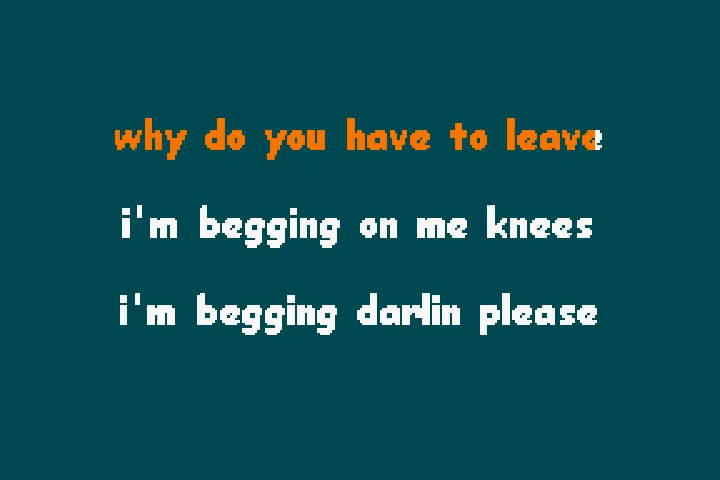 why do you have to leave
i'm begging on me knees
i'm begging darlin please